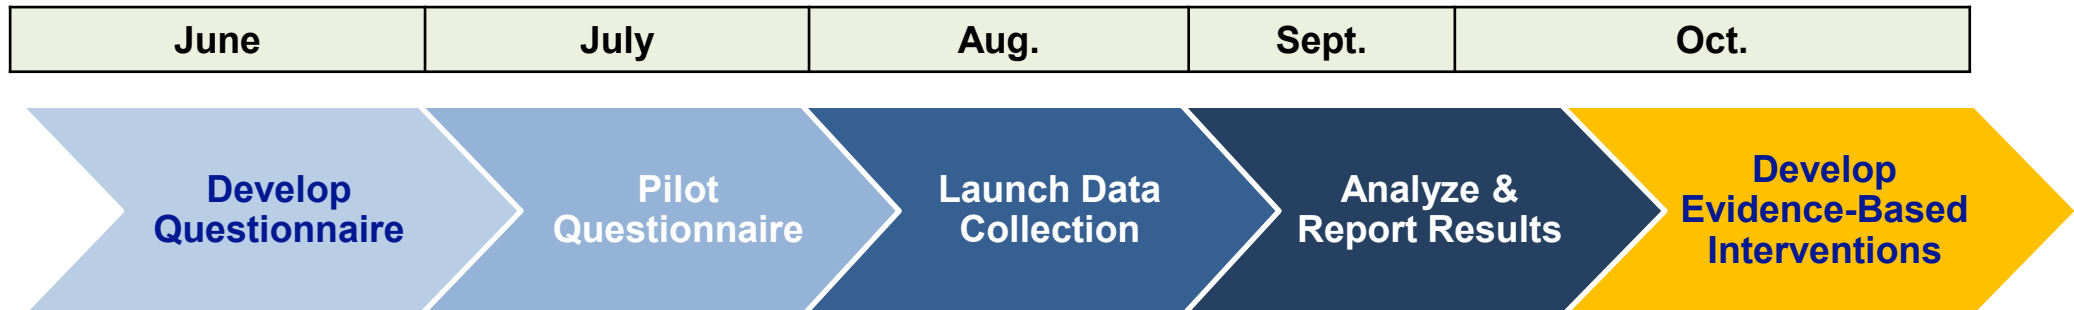 June July Aug. Sept. Oct.
Develop
Questionnaire
Pilot
Questionnaire
Launch Data
Collection
Analyze &
Report Results
Develop
Evidence-Based
Interventions